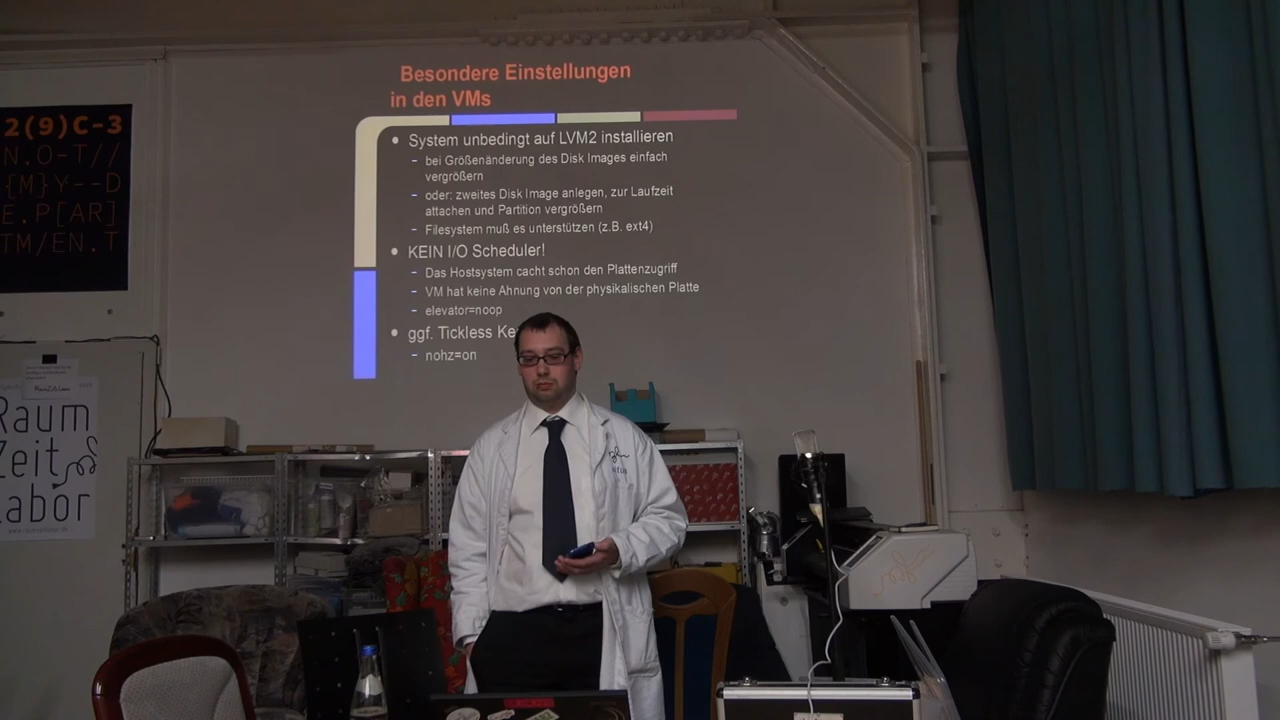 Besondere Einstellungen
in den VMs
System unbedingt auf LVM2 installieren
bei Größenänderung des Disk Images einfach
vergrößern
oder: zweites Disk Image anlegen, zur Laufzeit
attachen und Partition vergrößern
Filesystem muß es unterstützen (z.B. ext4)
KEIN I/O Scheduler!
Das Hostsystem cacht schon den Plattenzugriff
VM hat keine Ahnung von der physikalischen Platte
elevator=noop
ggf. Tickless Ke
nohz=on
2(9)C-3
N.O-T//
{M}Y--D
E.P[AR]
TM/EN.T
Raum
Zeit
Labor